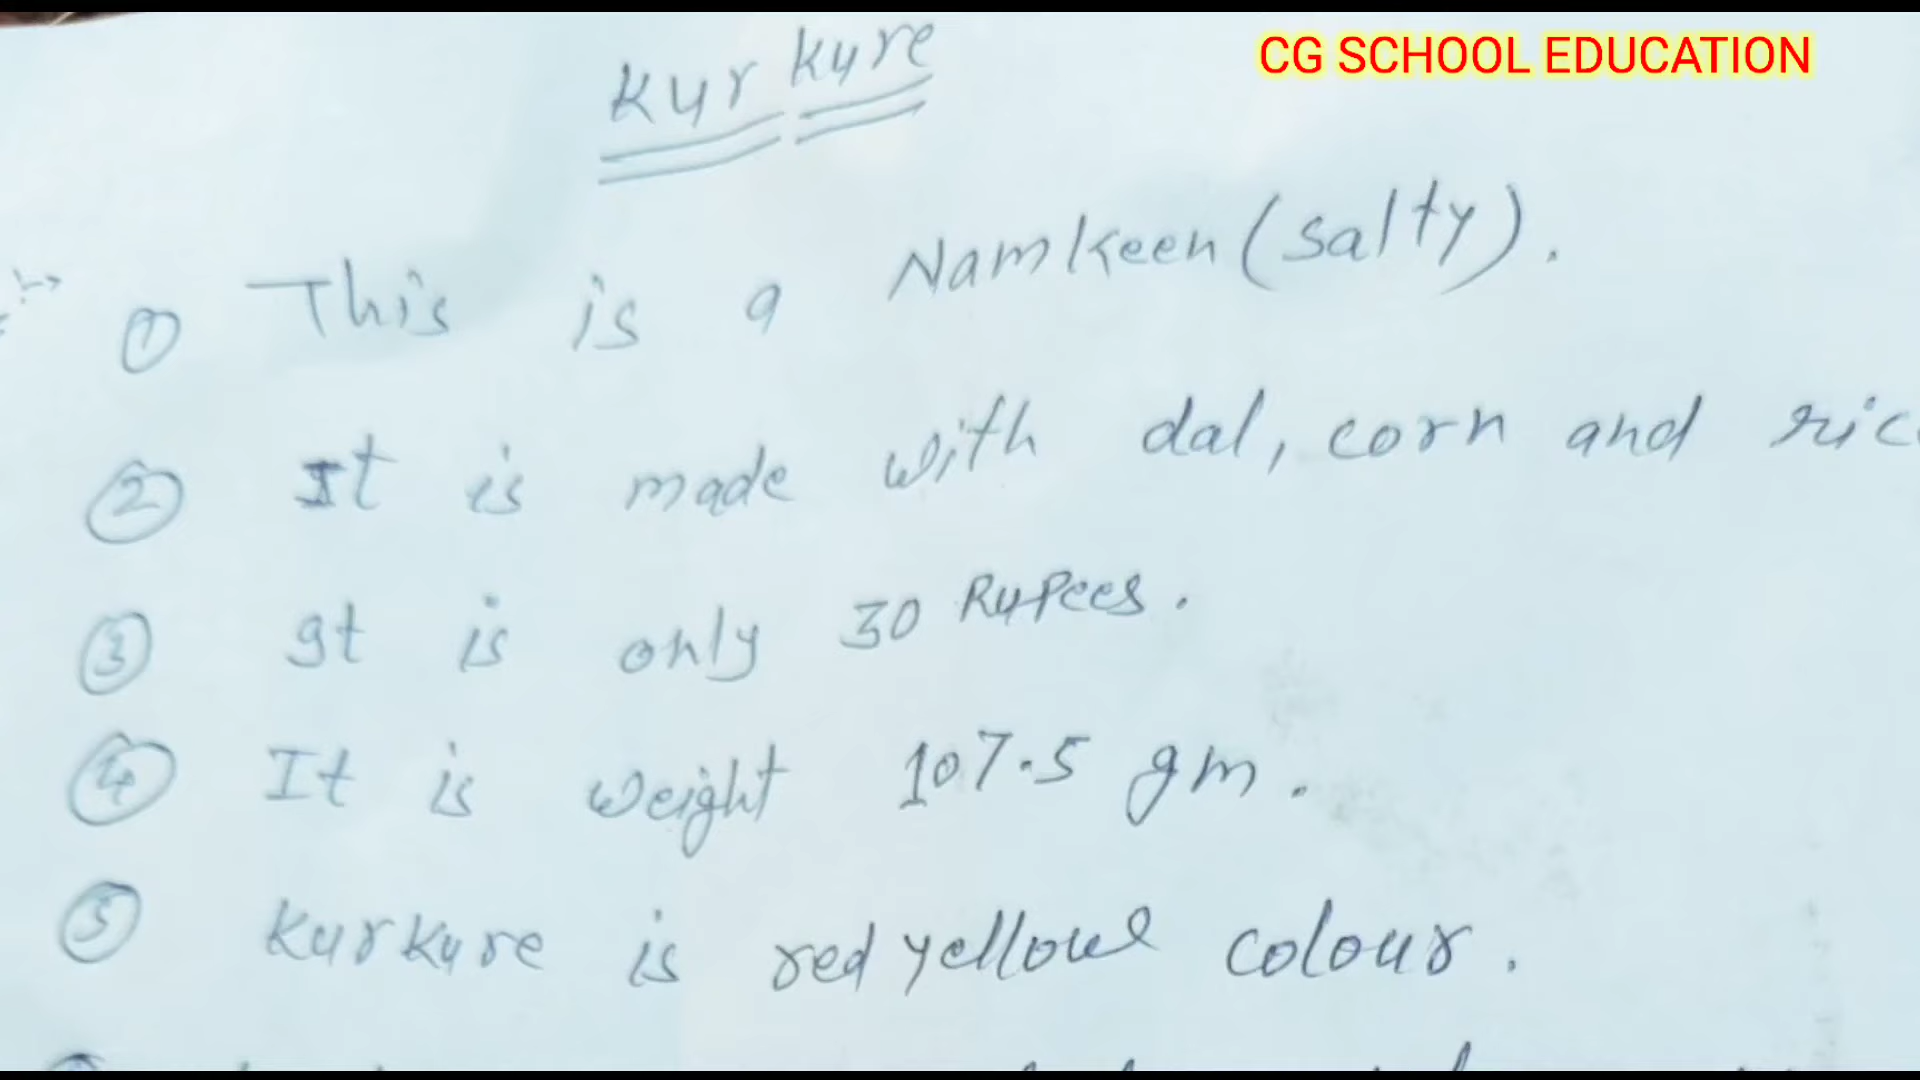 CG SCHOOL EDUCATION
Kurkure
① This is a Namkeen (salty).
② It is made with dal, corn and ric
③ It is only 30 Rupees.
④ It is weight 107.5 gm.
⑤ Kurkure is red yellow colour.